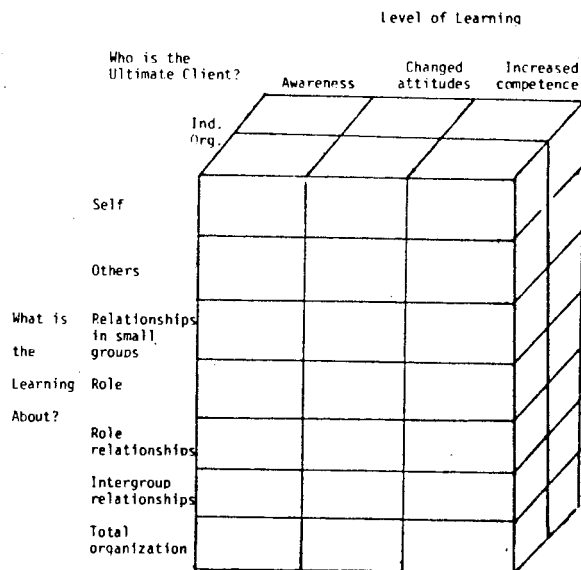 Level of Learning
Who is the
Ultimate Client?
Awareness
Changed
attitudes
Increased
competence
Ind.
Org.
Self
Others
What is
the
Learning
About?
Relationships
in small
groups
Role
Role
relationships
Intergroup
relationships
Total
organization